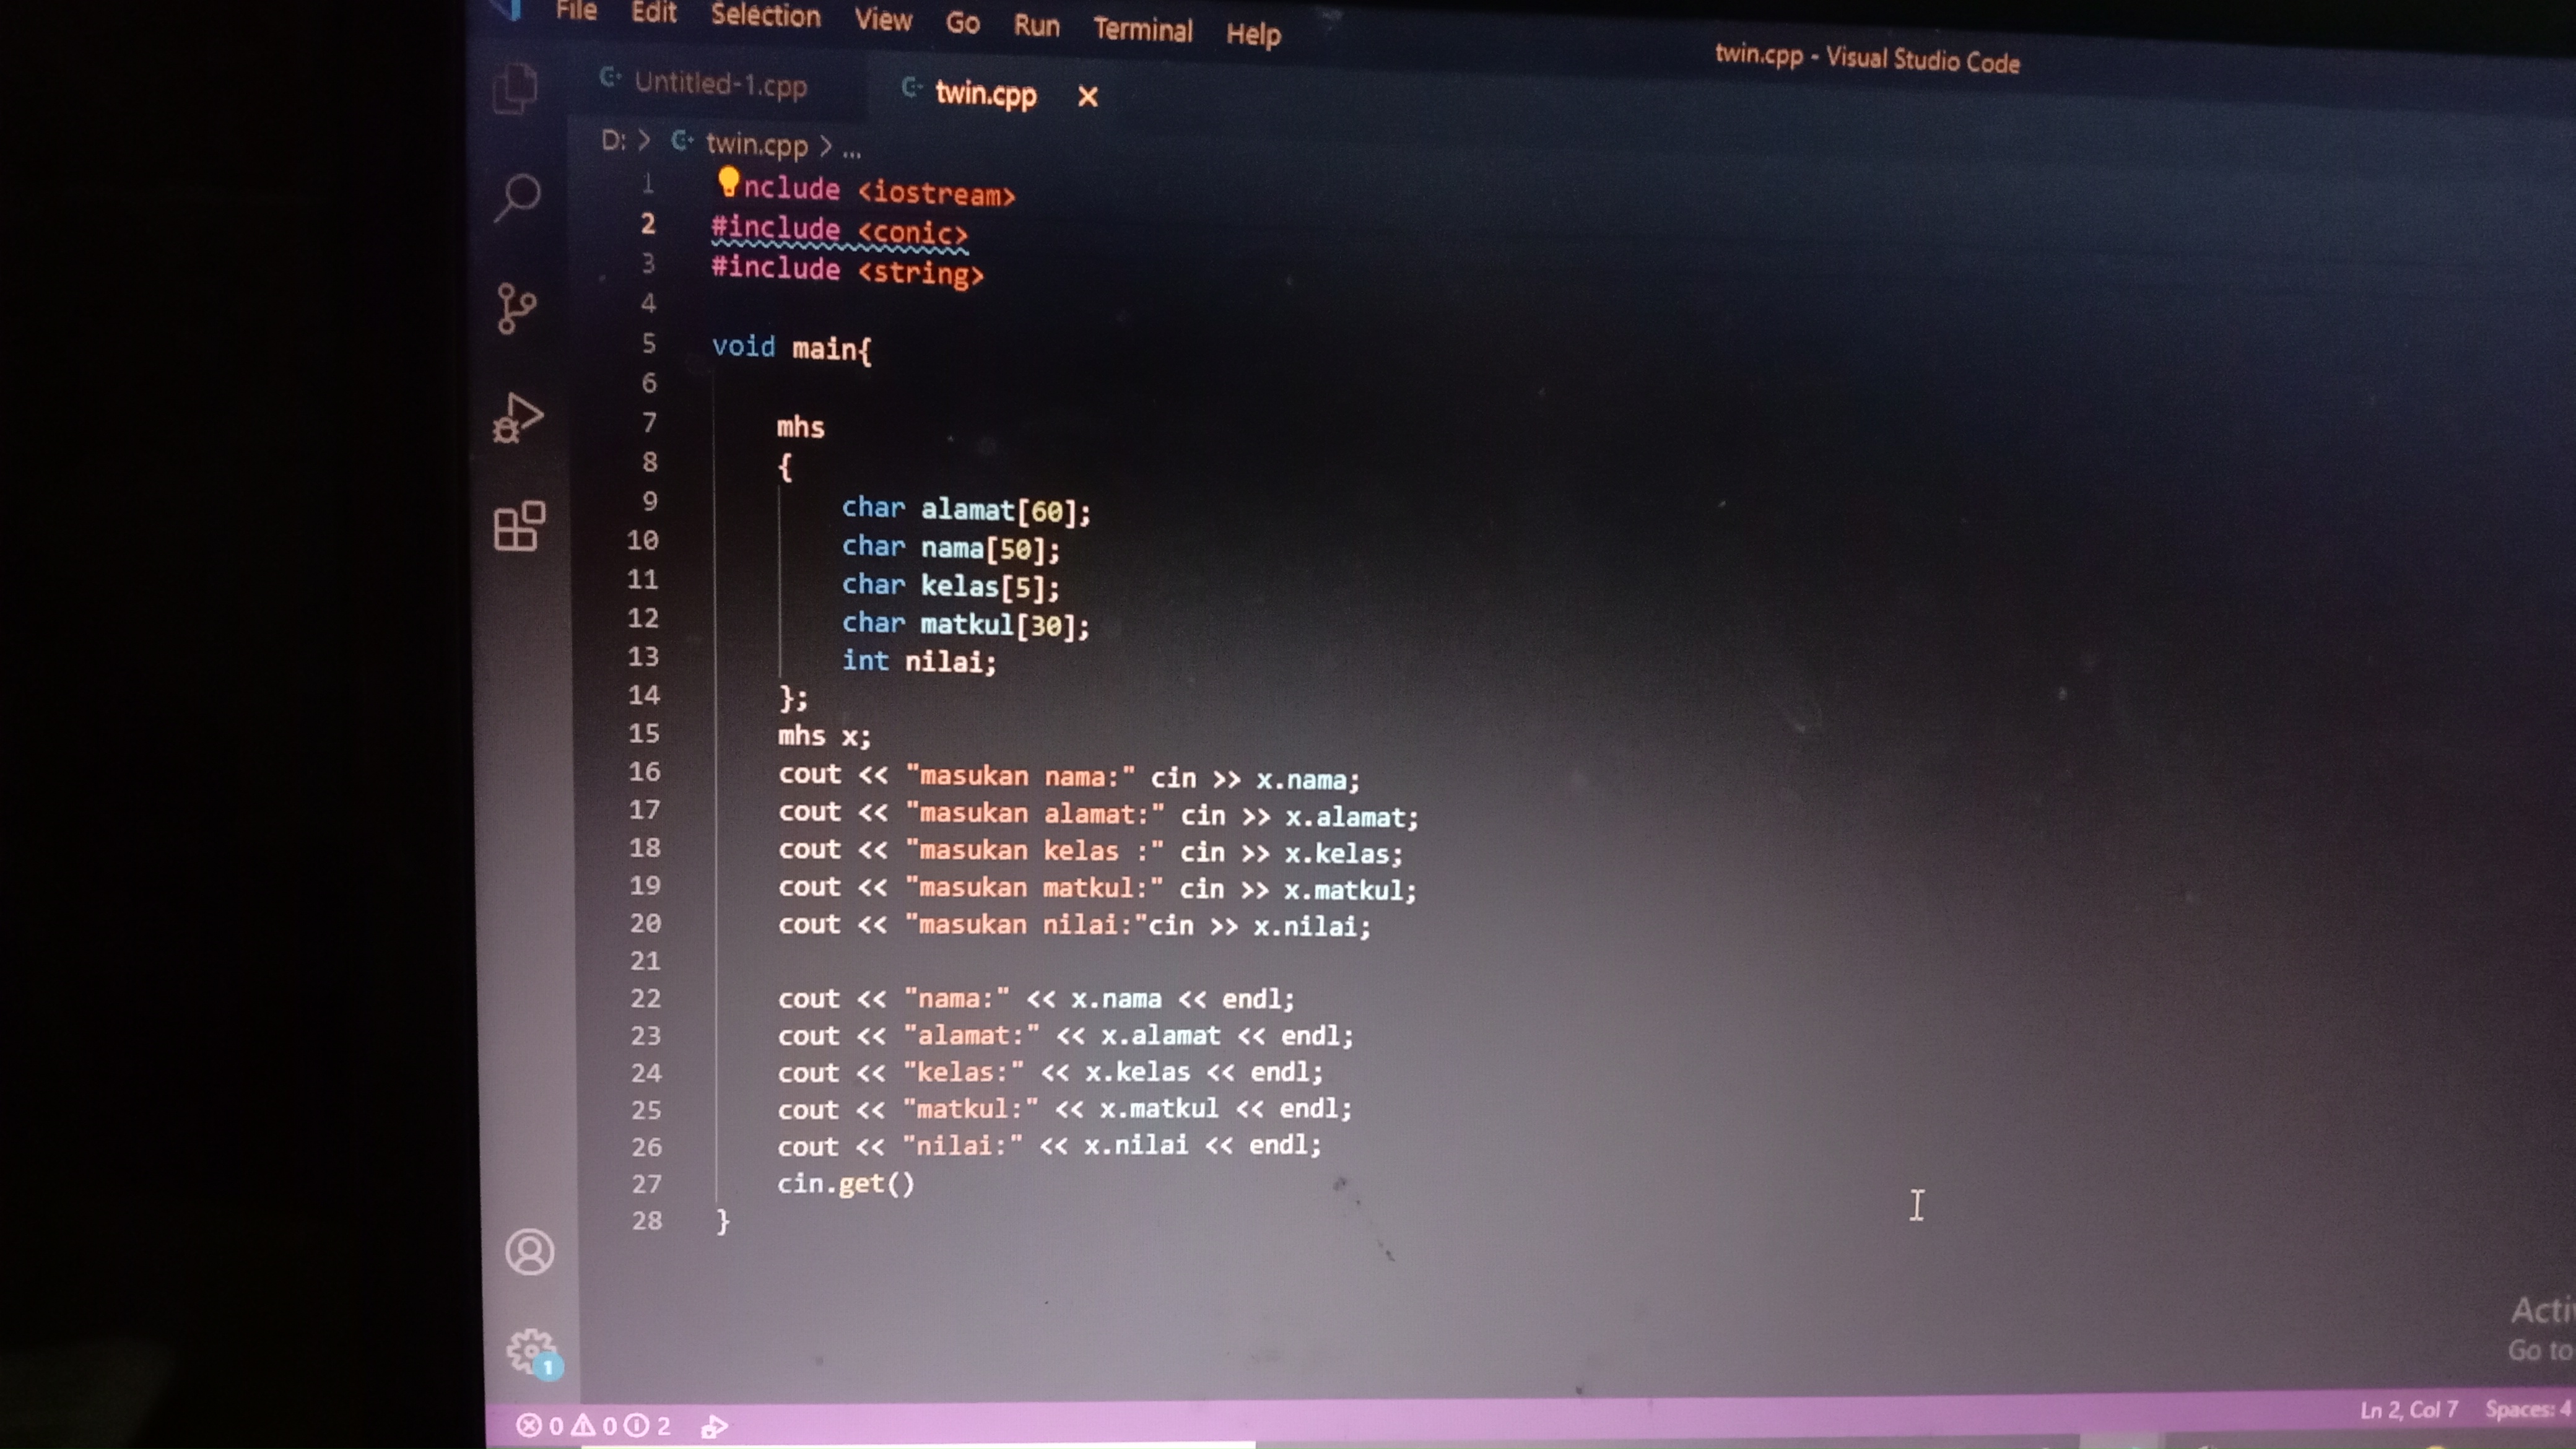 File Edit Selection View Go Run Terminal Help
twin.cpp - Visual Studio Code
Untitled-1.cpp twin.cpp
D: > twin.cpp > ...
1 nclude <iostream>
2 #include <conic>
3 #include <string>
4
5 void main{
6
7 mhs
8 {
9 char alamat[60];
10 char nama[50];
11 char kelas[5];
12 char matkul[30];
13 int nilai;
14 };
15 mhs x;
16 cout << "masukan nama:" cin >> x.nama;
17 cout << "masukan alamat:" cin >> x.alamat;
18 cout << "masukan kelas :" cin >> x.kelas;
19 cout << "masukan matkul:" cin >> x.matkul;
20 cout << "masukan nilai:"cin >> x.nilai;
21
22 cout << "nama:" << x.nama << endl;
23 cout << "alamat:" << x.alamat << endl;
24 cout << "kelas:" << x.kelas << endl;
25 cout << "matkul:" << x.matkul << endl;
26 cout << "nilai:" << x.nilai << endl;
27 cin.get()
28 }
1
Acti
Go to
0 0 2
Ln 2, Col 7 Spaces: 4